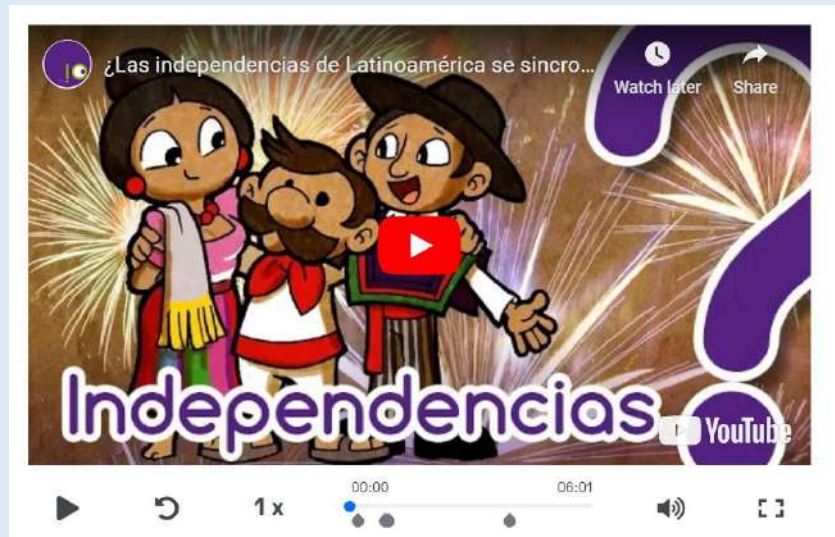 ¿Las independencias de Latinoamérica se sincro...
Watch later
Share
Independencias
YouTube
00:00
06:01
1 x